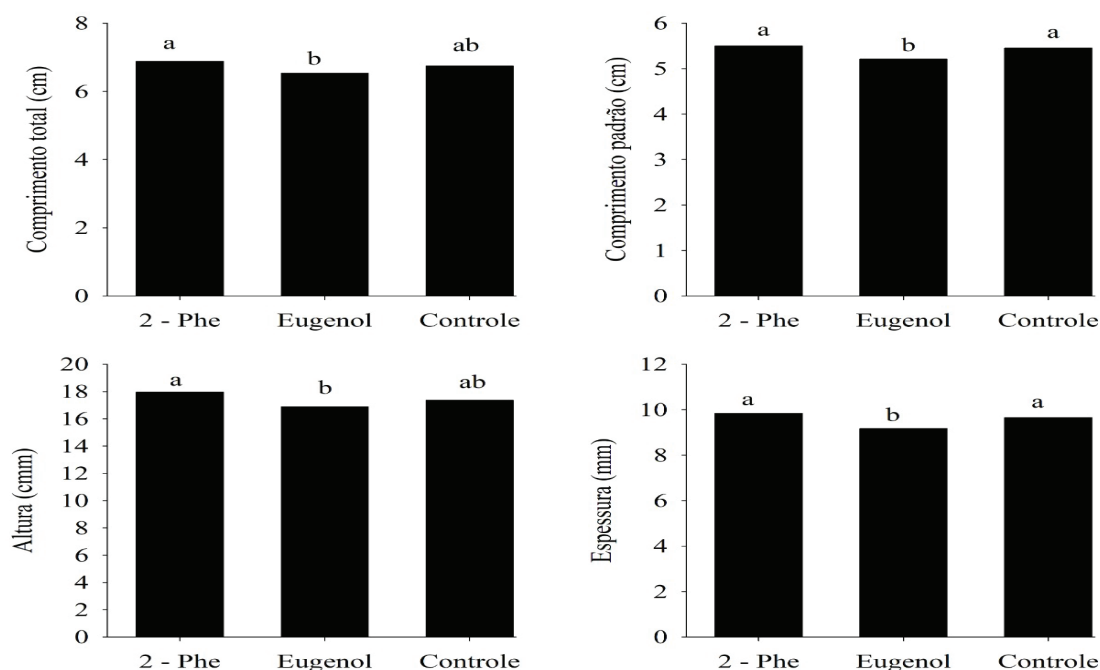 Comprimento total (cm)
8
6
4
2
0
a
b
ab
2 - Phe
Eugenol
Controle
Comprimento padrão (cm)
6
5
4
3
2
1
0
a
b
a
2 - Phe
Eugenol
Controle
Altura (cmm)
20
18
16
14
12
10
8
6
4
2
0
a
b
ab
2 - Phe
Eugenol
Controle
Espessura (mm)
12
10
8
6
4
2
0
a
b
a
2 - Phe
Eugenol
Controle